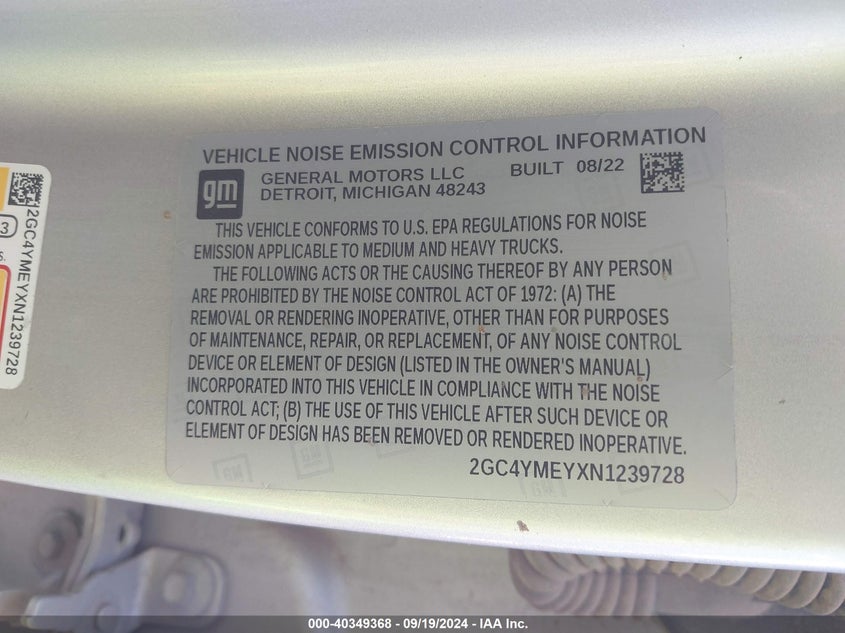 VEHICLE NOISE EMISSION CONTROL INFORMATION
gm
GENERAL MOTORS LLC BUILT 08/22
DETROIT, MICHIGAN 48243
THIS VEHICLE CONFORMS TO U.S. EPA REGULATIONS FOR NOISE
EMISSION APPLICABLE TO MEDIUM AND HEAVY TRUCKS.
THE FOLLOWING ACTS OR THE CAUSING THEREOF BY ANY PERSON
ARE PROHIBITED BY THE NOISE CONTROL ACT OF 1972: (A) THE
REMOVAL OR RENDERING INOPERATIVE, OTHER THAN FOR PURPOSES
OF MAINTENANCE, REPAIR, OR REPLACEMENT, OF ANY NOISE CONTROL
DEVICE OR ELEMENT OF DESIGN (LISTED IN THE OWNER'S MANUAL)
INCORPORATED INTO THIS VEHICLE IN COMPLIANCE WITH THE NOISE
CONTROL ACT; (B) THE USE OF THIS VEHICLE AFTER SUCH DEVICE OR
ELEMENT OF DESIGN HAS BEEN REMOVED OR RENDERED INOPERATIVE.
2GC4YMEYXN1239728
2GC4YMEYXN1239728
3
000-40349368 - 09/19/2024 - IAA Inc.